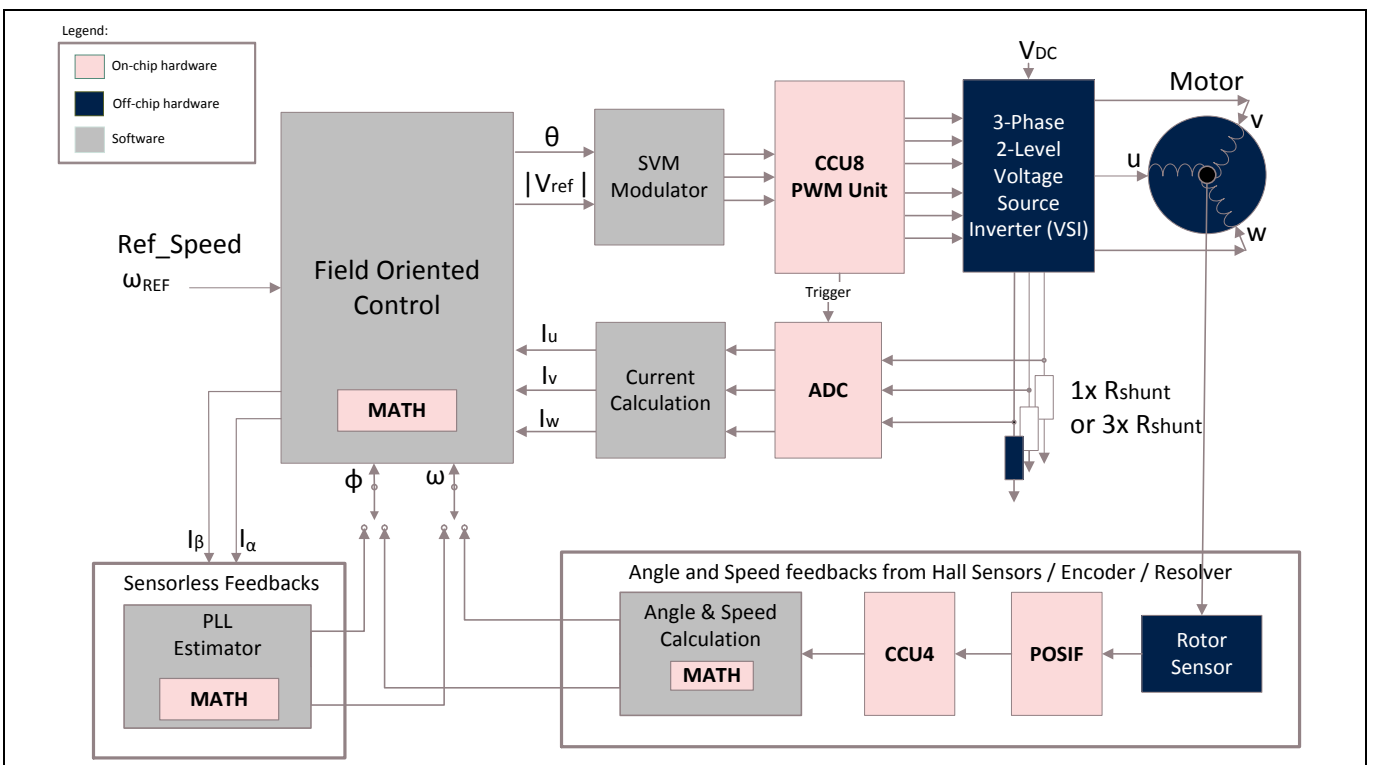 Legend:
On-chip hardware
Off-chip hardware
Software
Ref_Speed
ωREF
Field Oriented
Control
MATH
θ
|Vref |
SVM
Modulator
CCU8
PWM Unit
VDC
3-Phase
2-Level
Voltage
Source
Inverter (VSI)
Motor
v
u
w
Trigger
Iu
Iv
Iw
Current
Calculation
ADC
1x Rshunt
or 3x Rshunt
ϕ
ω
Iβ
Iα
Sensorless Feedbacks
PLL
Estimator
MATH
Angle and Speed feedbacks from Hall Sensors / Encoder / Resolver
Angle & Speed
Calculation
MATH
CCU4
POSIF
Rotor
Sensor